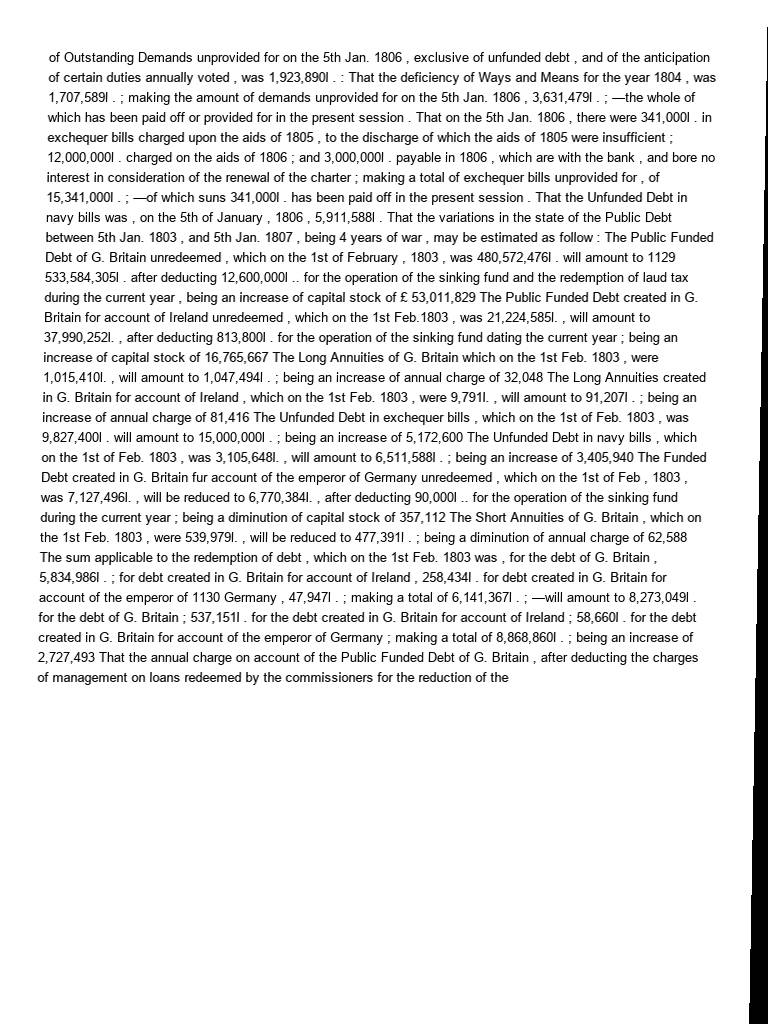 of Outstanding Demands unprovided for on the 5th Jan. 1806 , exclusive of unfunded debt , and of the anticipation
of certain duties annually voted , was 1,923,890l . : That the deficiency of Ways and Means for the year 1804 , was
1,707,589l . ; making the amount of demands unprovided for on the 5th Jan. 1806 , 3,631,479l . ; —the whole of
which has been paid off or provided for in the present session . That on the 5th Jan. 1806 , there were 341,000l . in
exchequer bills charged upon the aids of 1805 , to the discharge of which the aids of 1805 were insufficient ;
12,000,000l . charged on the aids of 1806 ; and 3,000,000l . payable in 1806 , which are with the bank , and bore no
interest in consideration of the renewal of the charter ; making a total of exchequer bills unprovided for , of
15,341,000l . ; —of which suns 341,000l . has been paid off in the present session . That the Unfunded Debt in
navy bills was , on the 5th of January , 1806 , 5,911,588l . That the variations in the state of the Public Debt
between 5th Jan. 1803 , and 5th Jan. 1807 , being 4 years of war , may be estimated as follow : The Public Funded
Debt of G. Britain unredeemed , which on the 1st of February , 1803 , was 480,572,476l . will amount to 1129
533,584,305l . after deducting 12,600,000l .. for the operation of the sinking fund and the redemption of laud tax
during the current year , being an increase of capital stock of £ 53,011,829 The Public Funded Debt created in G.
Britain for account of Ireland unredeemed , which on the 1st Feb.1803 , was 21,224,585l. , will amount to
37,990,252l. , after deducting 813,800l . for the operation of the sinking fund dating the current year ; being an
increase of capital stock of 16,765,667 The Long Annuities of G. Britain which on the 1st Feb. 1803 , were
1,015,410l. , will amount to 1,047,494l . ; being an increase of annual charge of 32,048 The Long Annuities created
in G. Britain for account of Ireland , which on the 1st Feb. 1803 , were 9,791l. , will amount to 91,207l . ; being an
increase of annual charge of 81,416 The Unfunded Debt in exchequer bills , which on the 1st of Feb. 1803 , was
9,827,400l . will amount to 15,000,000l . ; being an increase of 5,172,600 The Unfunded Debt in navy bills , which
on the 1st of Feb. 1803 , was 3,105,648l. , will amount to 6,511,588l . ; being an increase of 3,405,940 The Funded
Debt created in G. Britain fur account of the emperor of Germany unredeemed , which on the 1st of Feb , 1803 ,
was 7,127,496l. , will be reduced to 6,770,384l. , after deducting 90,000l .. for the operation of the sinking fund
during the current year ; being a diminution of capital stock of 357,112 The Short Annuities of G. Britain , which on
the 1st Feb. 1803 , were 539,979l. , will be reduced to 477,391l . ; being a diminution of annual charge of 62,588
The sum applicable to the redemption of debt , which on the 1st Feb. 1803 was , for the debt of G. Britain ,
5,834,986l . ; for debt created in G. Britain for account of Ireland , 258,434l . for debt created in G. Britain for
account of the emperor of 1130 Germany , 47,947l . ; making a total of 6,141,367l . ; —will amount to 8,273,049l .
for the debt of G. Britain ; 537,151l . for the debt created in G. Britain for account of Ireland ; 58,660l . for the debt
created in G. Britain for account of the emperor of Germany ; making a total of 8,868,860l . ; being an increase of
2,727,493 That the annual charge on account of the Public Funded Debt of G. Britain , after deducting the charges
of management on loans redeemed by the commissioners for the reduction of the